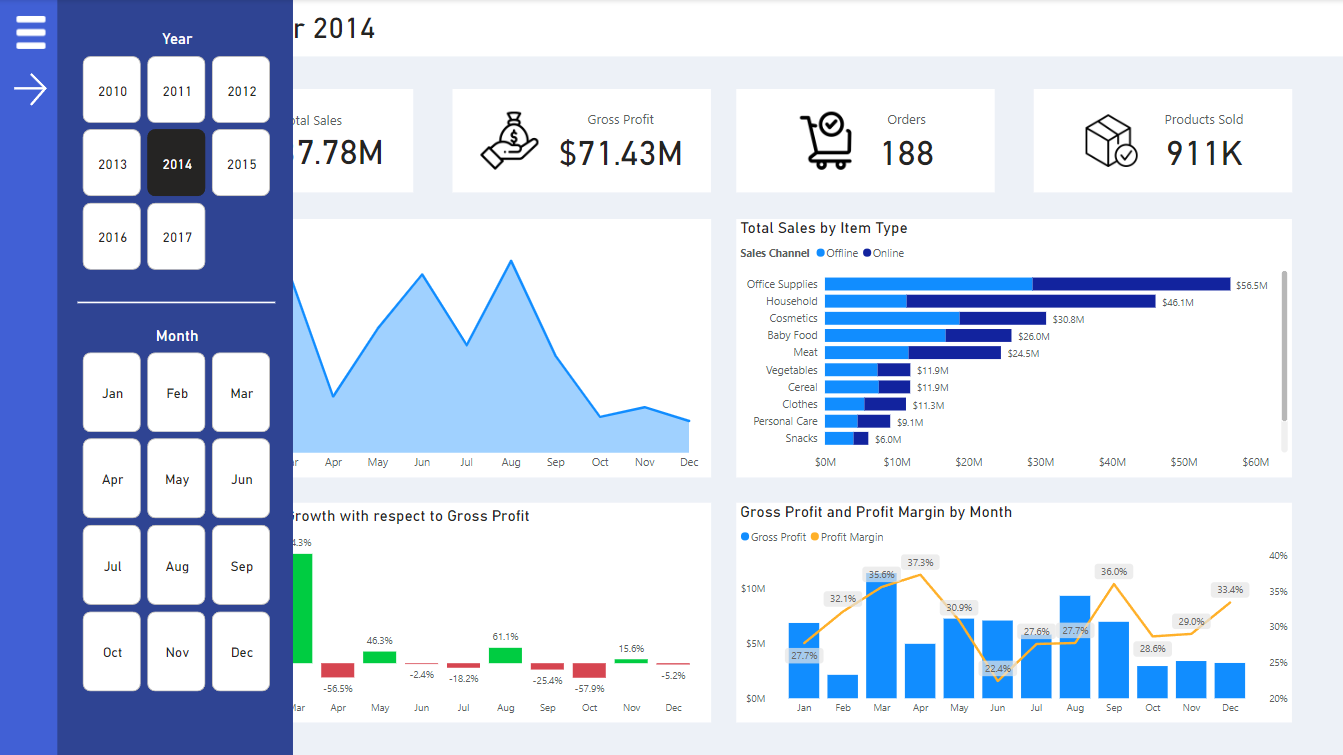 Year
2010 2011 2012
2013 2014 2015
2016 2017
Month
Jan Feb Mar
Apr May Jun
Jul Aug Sep
Oct Nov Dec
r 2014
otal Sales
7.78M
Gross Profit
$71.43M
Orders
188
Products Sold
911K
Apr May Jun Jul Aug Sep Oct Nov Dec
Total Sales by Item Type
Sales Channel Offline Online
Office Supplies $56.5M
Household $46.1M
Cosmetics $30.8M
Baby Food $26.0M
Meat $24.5M
Vegetables $11.9M
Cereal $11.9M
Clothes $11.3M
Personal Care $9.1M
Snacks $6.0M
$0M $10M $20M $30M $40M $50M $60M
Growth with respect to Gross Profit
4.3%
-56.5%
46.3%
-2.4%
-18.2%
61.1%
-25.4%
-57.9%
15.6%
-5.2%
Mar Apr May Jun Jul Aug Sep Oct Nov Dec
Gross Profit and Profit Margin by Month
Gross Profit Profit Margin
$10M
$5M
$0M
27.7%
32.1%
35.6%
37.3%
30.9%
22.4%
27.6%
27.7%
36.0%
28.6%
29.0%
33.4%
40%
35%
30%
25%
20%
Jan Feb Mar Apr May Jun Jul Aug Sep Oct Nov Dec